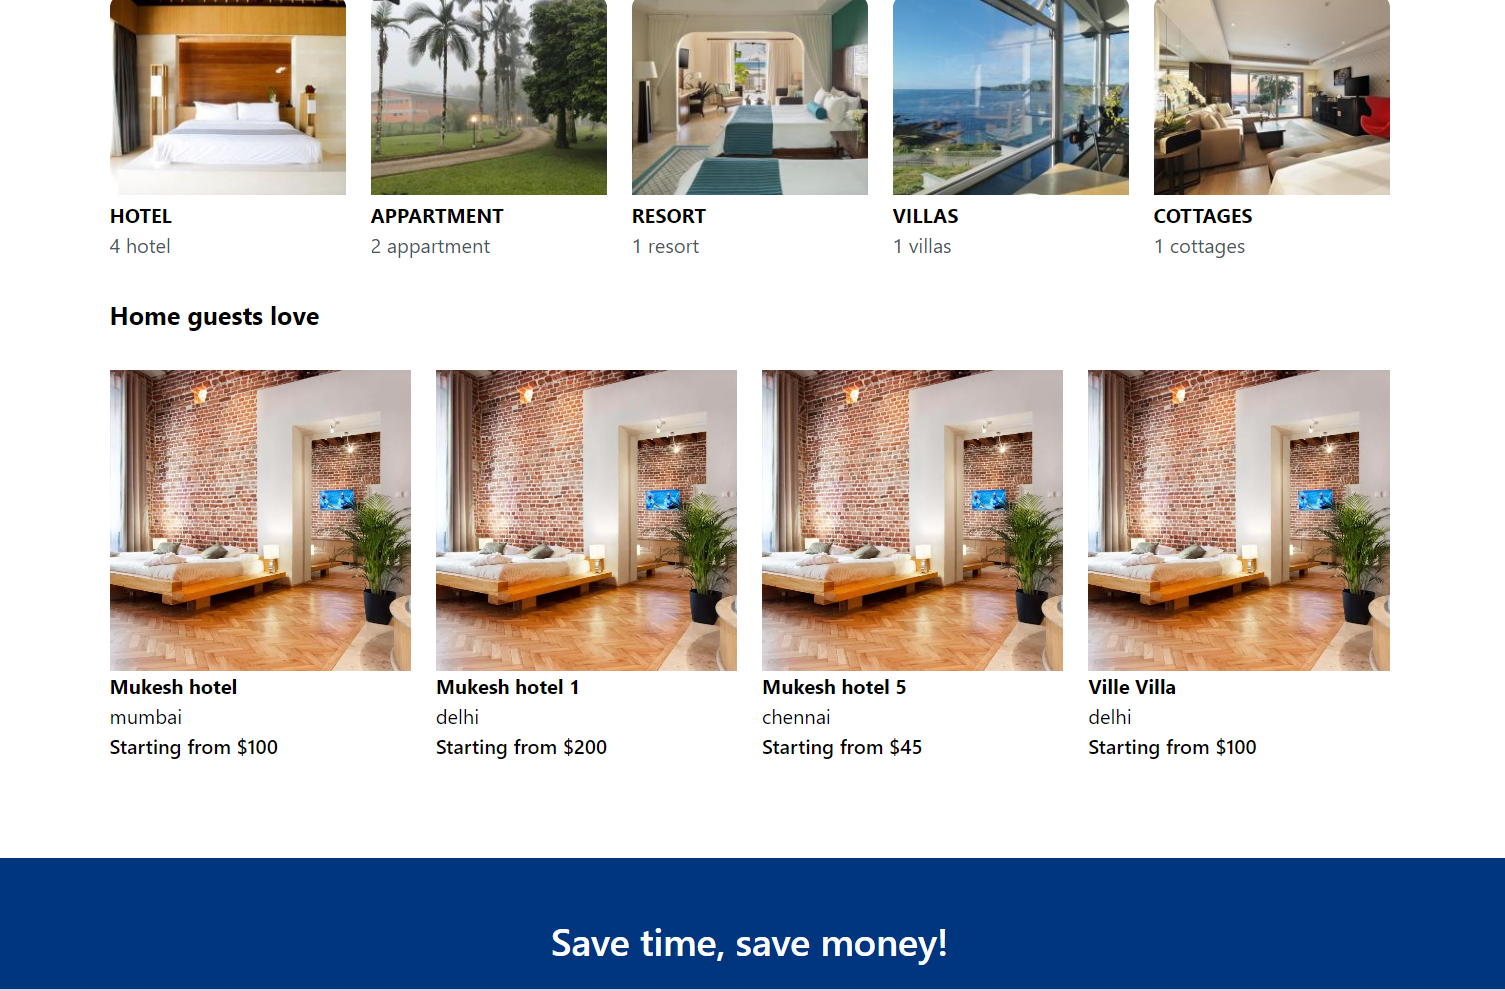 HOTEL
4 hotel
APPARTMENT
2 appartment
RESORT
1 resort
VILLAS
1 villas
COTTAGES
1 cottages
Home guests love
Mukesh hotel
mumbai
Starting from $100
Mukesh hotel 1
delhi
Starting from $200
Mukesh hotel 5
chennai
Starting from $45
Ville Villa
delhi
Starting from $100
Save time, save money!